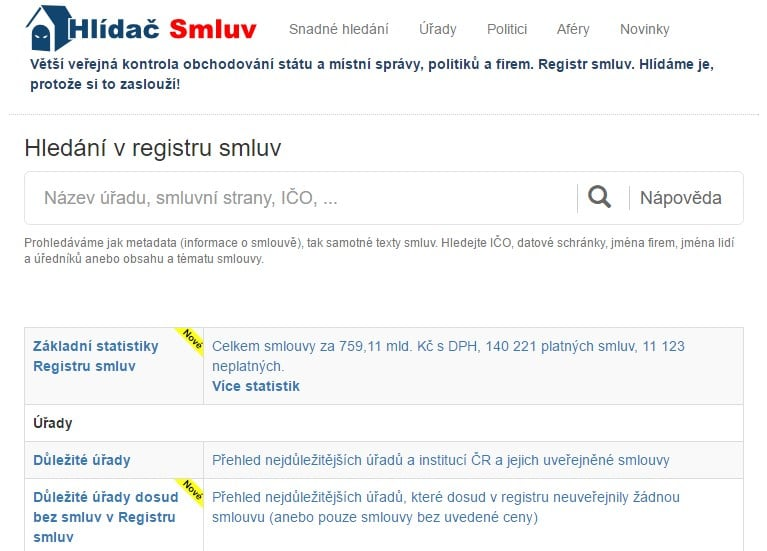 Hlídač Smluv
Snadné hledání Úřady Politici Aféry Novinky
Větší veřejná kontrola obchodování státu a místní správy, politiků a firem. Registr smluv. Hlídáme je,
protože si to zaslouží!
Hledání v registru smluv
Název úřadu, smluvní strany, IČO, ... Nápověda
Prohledáváme jak metadata (informace o smlouvě), tak samotné texty smluv. Hledejte IČO, datové schránky, jména firem, jména lidí
a úředníků anebo obsahu a tématu smlouvy.
Základní statistiky
Registru smluv
Nové
Celkem smlouvy za 759,11 mld. Kč s DPH, 140 221 platných smluv, 11 123
neplatných.
Více statistik
Úřady
Důležité úřady
Přehled nejdůležitějších úřadů a institucí ČR a jejich uveřejněné smlouvy
Důležité úřady dosud
bez smluv v Registru
smluv
Nové
Přehled nejdůležitějších úřadů, které dosud v registru neuveřejnily žádnou
smlouvu (anebo pouze smlouvy bez uvedené ceny)